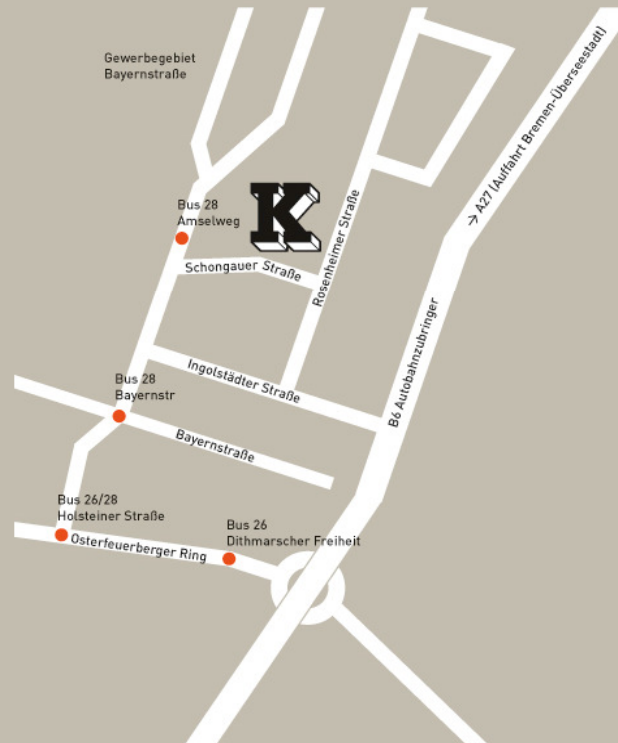 Gewerbegebiet
Bayernstraße
→ A27 (Auffahrt Bremen-Überseestadt)
K
Bus 28
Amselweg
Schongauer Straße
Rosenheimer Straße
B6 Autobahnzubringer
Ingolstädter Straße
Bus 28
Bayernstr
Bayernstraße
Bus 26/28
Holsteiner Straße
Osterfeuerberger Ring
Bus 26
Dithmarscher Freiheit